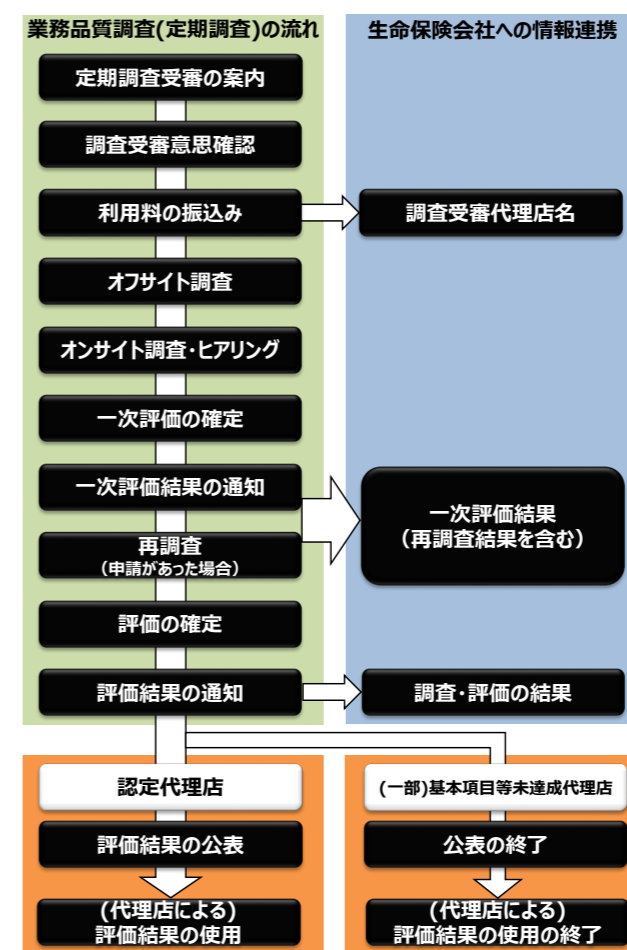 業務品質調査(定期調査)の流れ
生命保険会社への情報連携
定期調査受審の案内
調査受審意思確認
利用料の振込み
調査受審代理店名
オフサイト調査
オンサイト調査・ヒアリング
一次評価の確定
一次評価結果の通知
再調査
(申請があった場合)
一次評価結果
(再調査結果を含む)
評価の確定
評価結果の通知
調査・評価の結果
認定代理店
(一部)基本項目等未達成代理店
評価結果の公表
公表の終了
(代理店による)
評価結果の使用
(代理店による)
評価結果の使用の終了